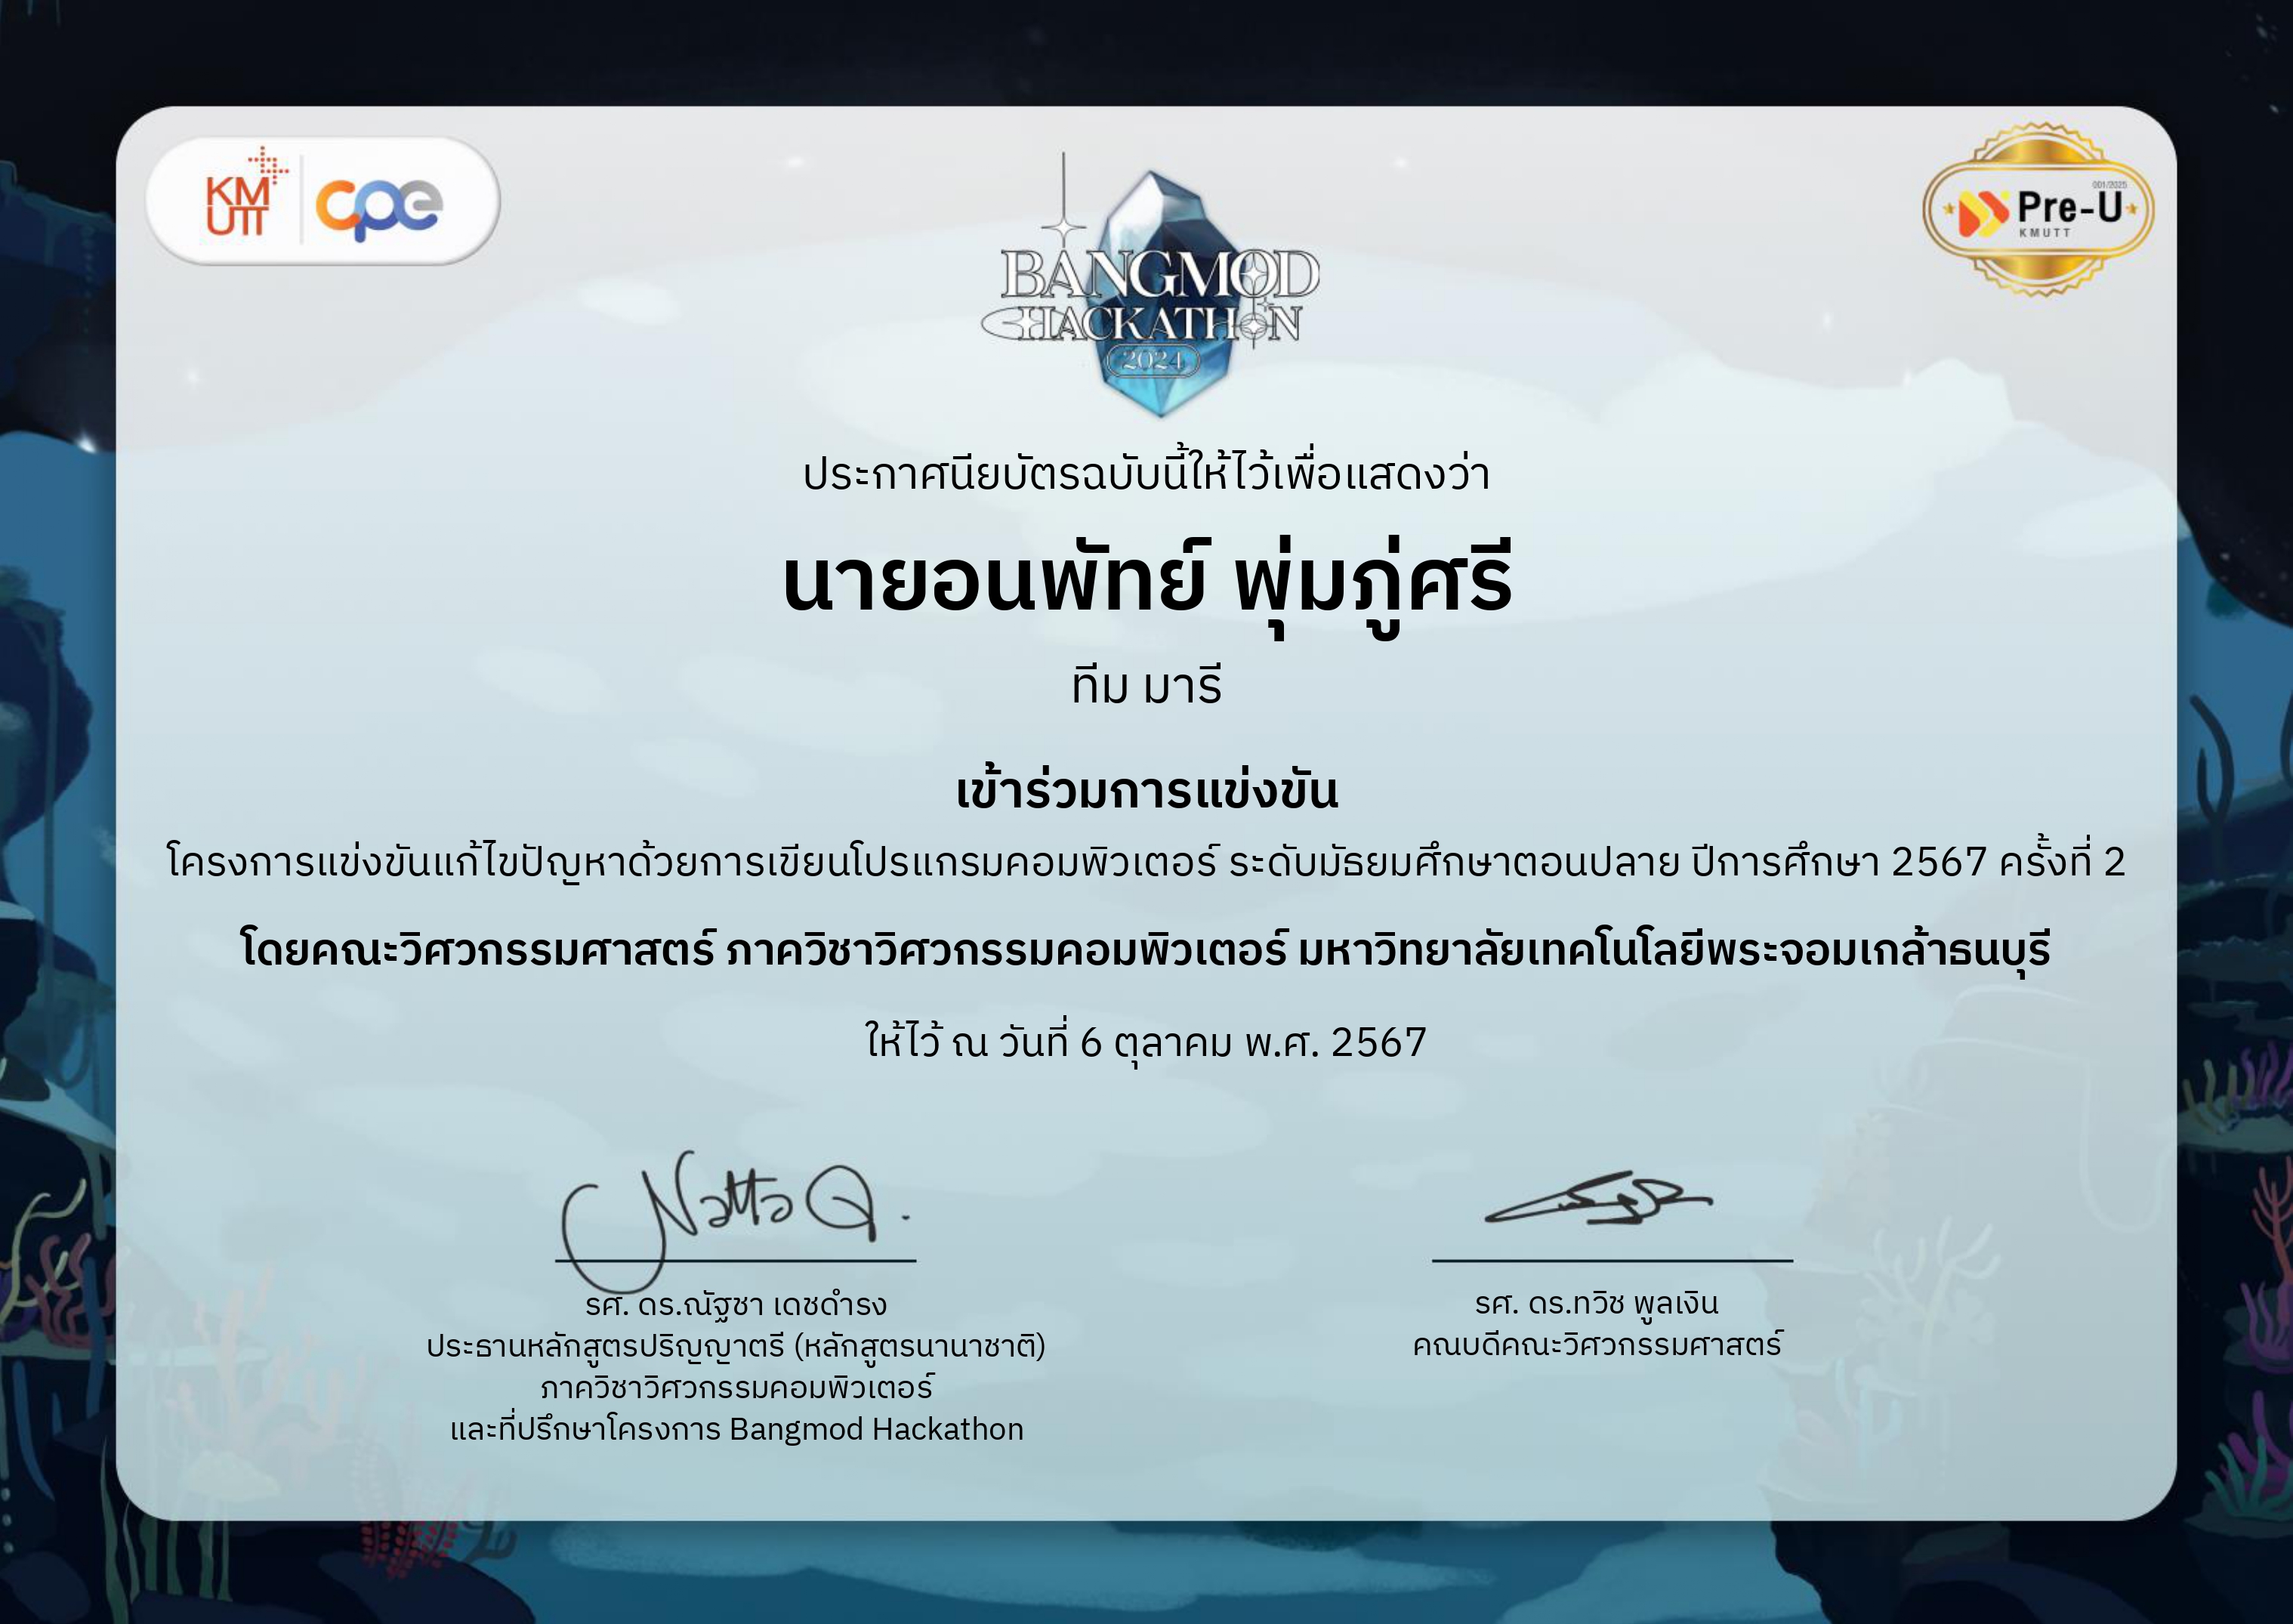 KMUTT
cpe
001/2025
Pre-U
KMUTT
BANGMOD
HACKATHON
2024
ประกาศนียบัตรฉบับนี้ให้ไว้เพื่อแสดงว่า
นายอนพัทย์ พุ่มภู่ศรี
ทีม มารี
เข้าร่วมการแข่งขัน
โครงการแข่งขันแก้ไขปัญหาด้วยการเขียนโปรแกรมคอมพิวเตอร์ ระดับมัธยมศึกษาตอนปลาย ปีการศึกษา 2567 ครั้งที่ 2
โดยคณะวิศวกรรมศาสตร์ ภาควิชาวิศวกรรมคอมพิวเตอร์ มหาวิทยาลัยเทคโนโลยีพระจอมเกล้าธนบุรี
ให้ไว้ ณ วันที่ 6 ตุลาคม พ.ศ. 2567
รศ. ดร.ณัฐชา เดชดำรง
ประธานหลักสูตรปริญญาตรี (หลักสูตรนานาชาติ)
ภาควิชาวิศวกรรมคอมพิวเตอร์
และที่ปรึกษาโครงการ Bangmod Hackathon
รศ. ดร.ทวิช พูลเงิน
คณบดีคณะวิศวกรรมศาสตร์